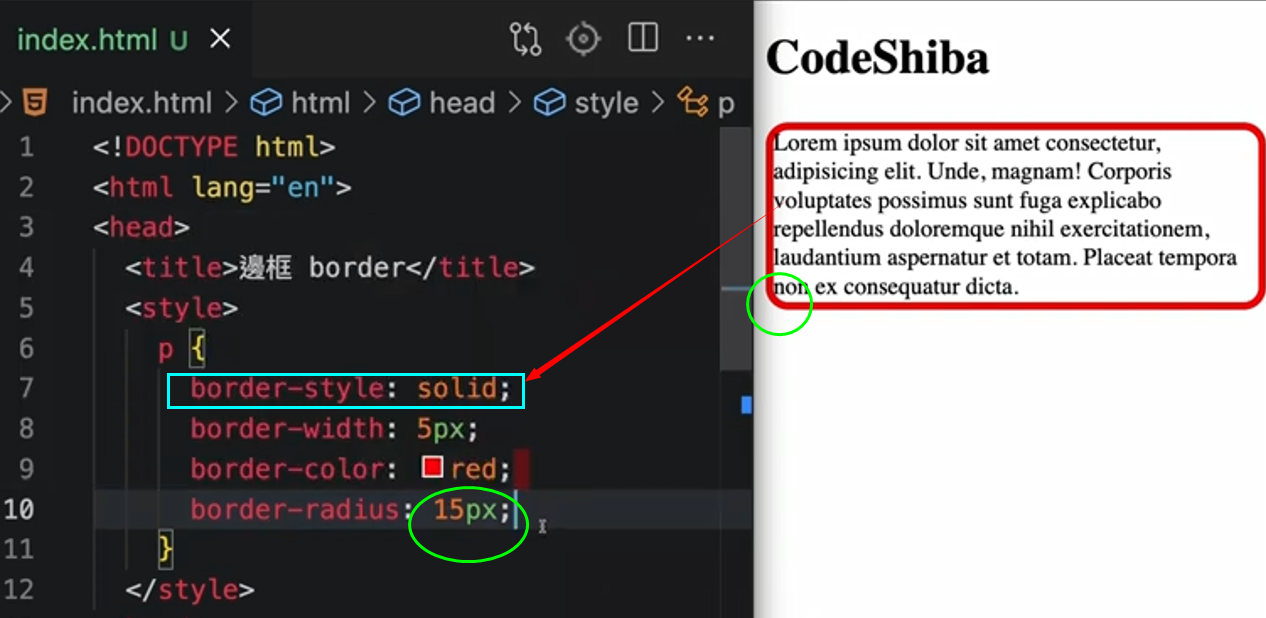 index.html U
index.html > html > head > style > p
1 <!DOCTYPE html>
2 <html lang="en">
3 <head>
4 <title>邊框 border</title>
5 <style>
6 p {
7 border-style: solid;
8 border-width: 5px;
9 border-color: red;
10 border-radius: 15px;
11 }
12 </style>
CodeShiba
Lorem ipsum dolor sit amet consectetur,
adipisicing elit. Unde, magnam! Corporis
voluptates possimus sunt fuga explicabo
repellendus doloremque nihil exercitationem,
laudantium aspernatur et totam. Placeat tempora
non ex consequatur dicta.